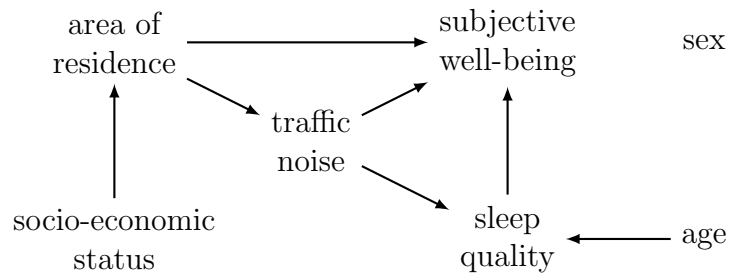 area of
residence
subjective
well-being
sex
traffic
noise
socio-economic
status
sleep
quality
age